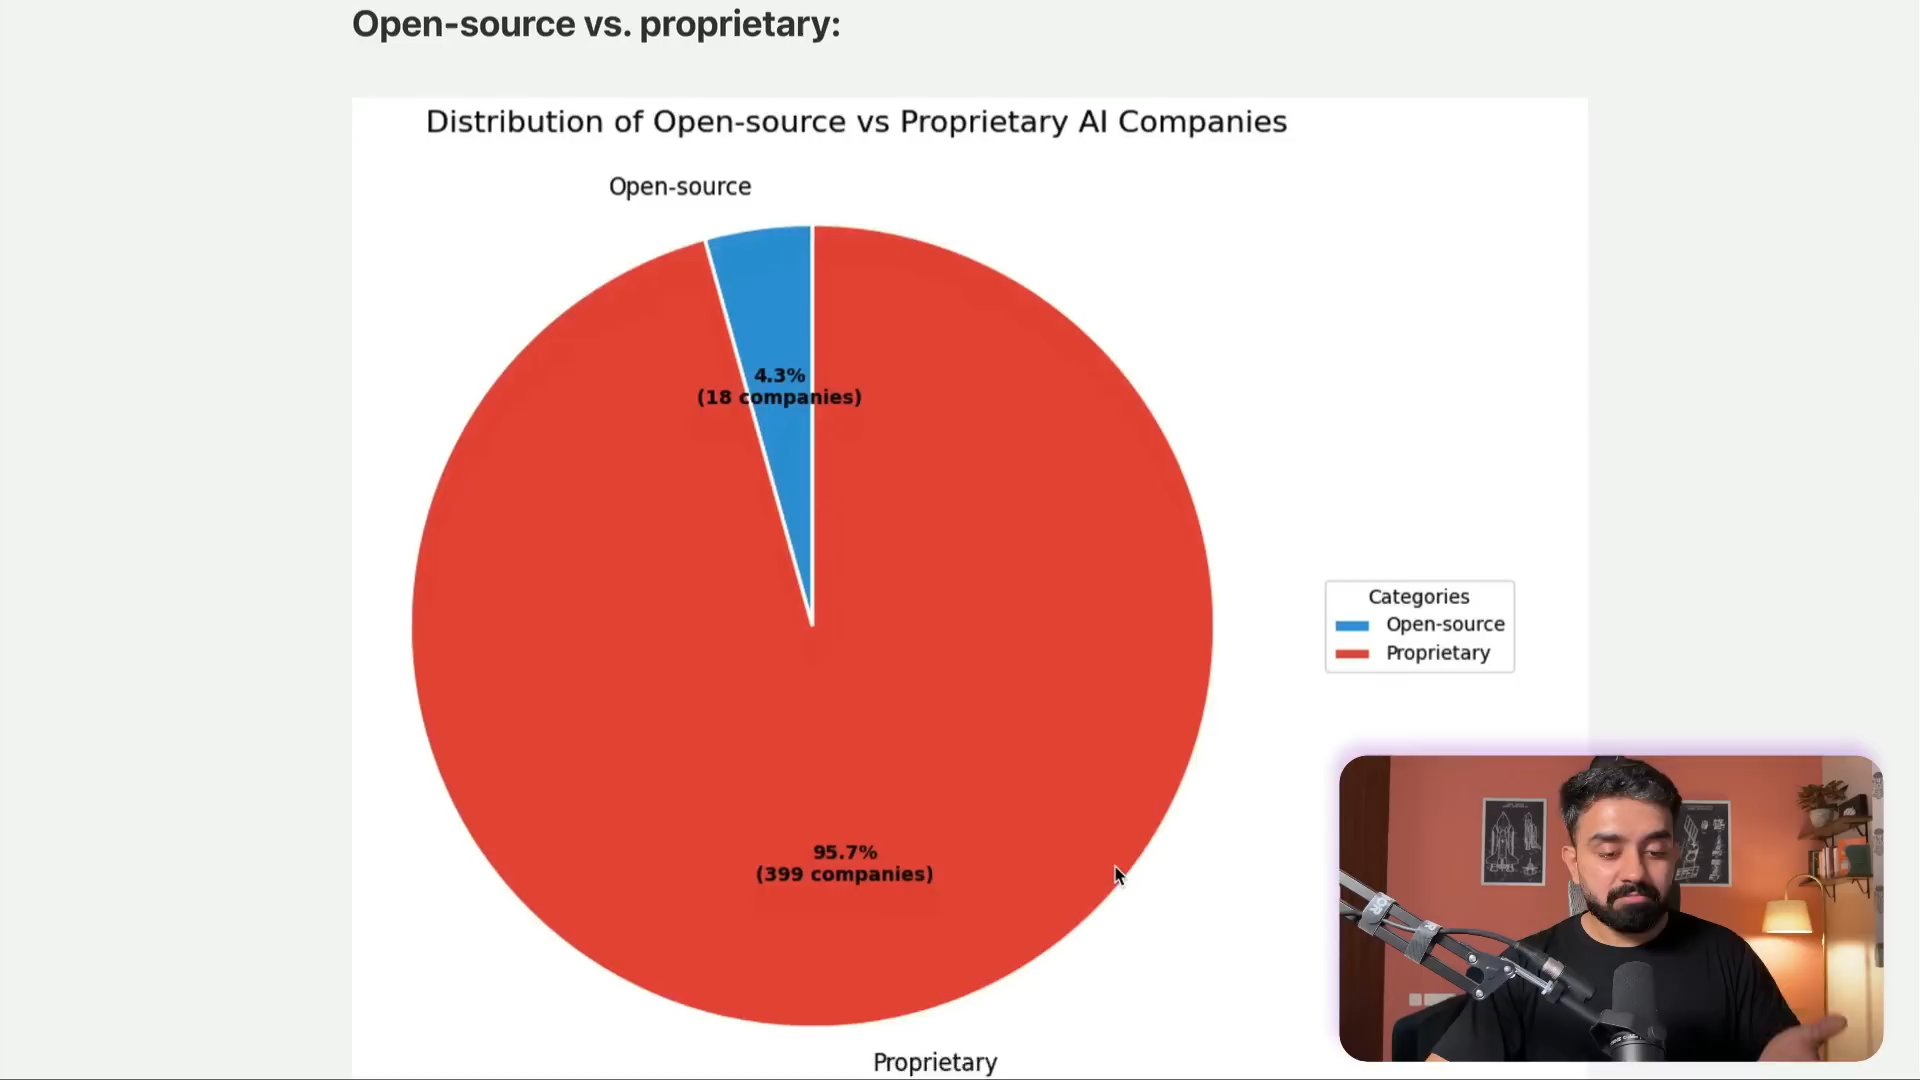 Open-source vs. proprietary:
Distribution of Open-source vs Proprietary AI Companies
Open-source
4.3%
(18 companies)
Categories
Open-source
Proprietary
95.7%
(399 companies)
Proprietary